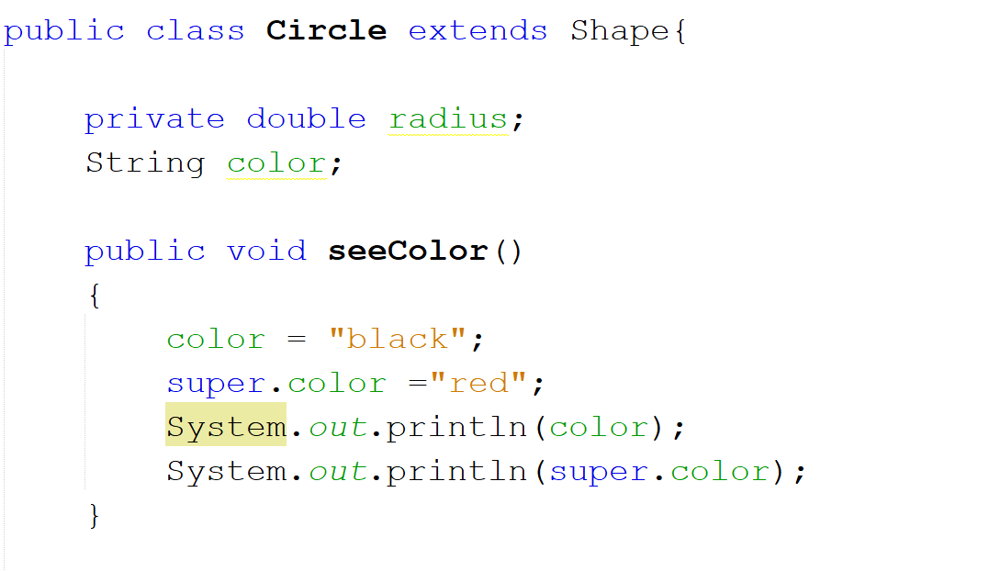 public class Circle extends Shape{
private double radius;
String color;
public void seeColor()
{
color = "black";
super.color ="red";
System.out.println(color);
System.out.println(super.color);
}